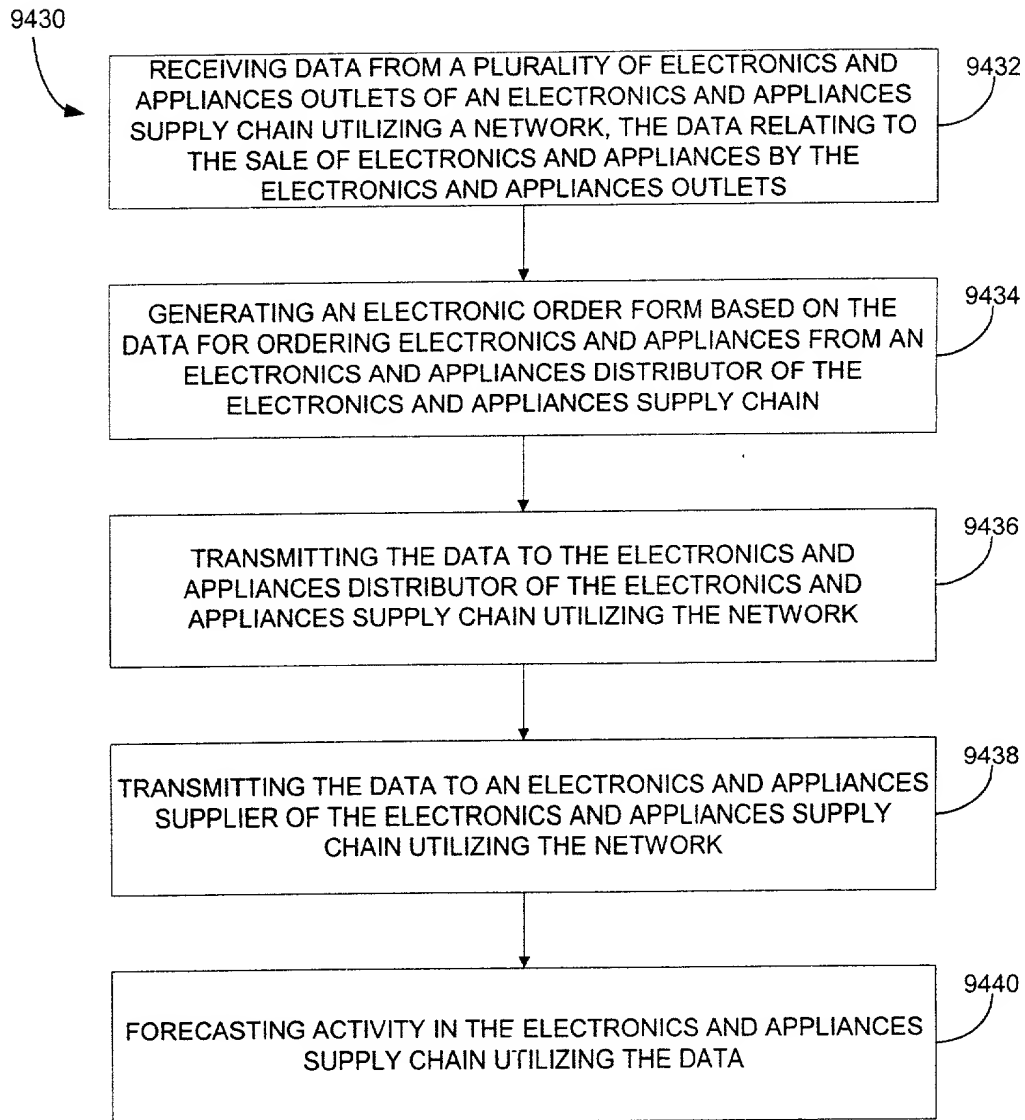 9430
RECEIVING DATA FROM A PLURALITY OF ELECTRONICS AND
APPLIANCES OUTLETS OF AN ELECTRONICS AND APPLIANCES
SUPPLY CHAIN UTILIZING A NETWORK, THE DATA RELATING TO
THE SALE OF ELECTRONICS AND APPLIANCES BY THE
ELECTRONICS AND APPLIANCES OUTLETS
9432
GENERATING AN ELECTRONIC ORDER FORM BASED ON THE
DATA FOR ORDERING ELECTRONICS AND APPLIANCES FROM AN
ELECTRONICS AND APPLIANCES DISTRIBUTOR OF THE
ELECTRONICS AND APPLIANCES SUPPLY CHAIN
9434
TRANSMITTING THE DATA TO THE ELECTRONICS AND
APPLIANCES DISTRIBUTOR OF THE ELECTRONICS AND
APPLIANCES SUPPLY CHAIN UTILIZING THE NETWORK
9436
TRANSMITTING THE DATA TO AN ELECTRONICS AND APPLIANCES
SUPPLIER OF THE ELECTRONICS AND APPLIANCES SUPPLY
CHAIN UTILIZING THE NETWORK
9438
FORECASTING ACTIVITY IN THE ELECTRONICS AND APPLIANCES
SUPPLY CHAIN UTILIZING THE DATA
9440